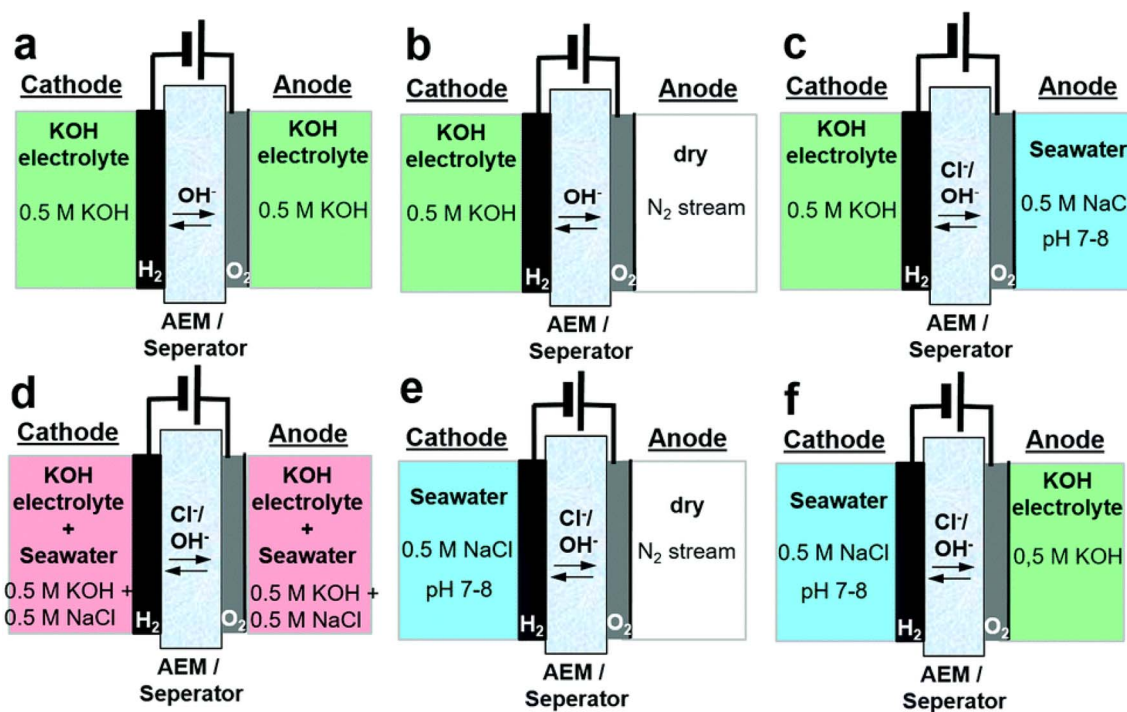 a
Cathode
Anode
KOH
electrolyte
0.5 M KOH
OH-
KOH
electrolyte
0.5 M KOH
H2
O2
AEM /
Seperator
b
Cathode
Anode
KOH
electrolyte
0.5 M KOH
OH-
dry
N2 stream
H2
O2
AEM /
Seperator
c
Cathode
Anode
KOH
electrolyte
0.5 M KOH
Cl-/
OH-
Seawater
0.5 M NaC
pH 7-8
H2
O2
AEM /
Seperator
d
Cathode
Anode
KOH
electrolyte
+
Seawater
0.5 M KOH +
0.5 M NaCl
Cl-/
OH-
KOH
electrolyte
+
Seawater
0.5 M KOH +
0.5 M NaCl
H2
O2
AEM /
Seperator
e
Cathode
Anode
Seawater
0.5 M NaCl
pH 7-8
Cl-/
OH-
dry
N2 stream
H2
O2
AEM /
Seperator
f
Cathode
Anode
Seawater
0.5 M NaCl
pH 7-8
Cl-/
OH-
KOH
electrolyte
0,5 M KOH
H2
O2
AEM /
Seperator